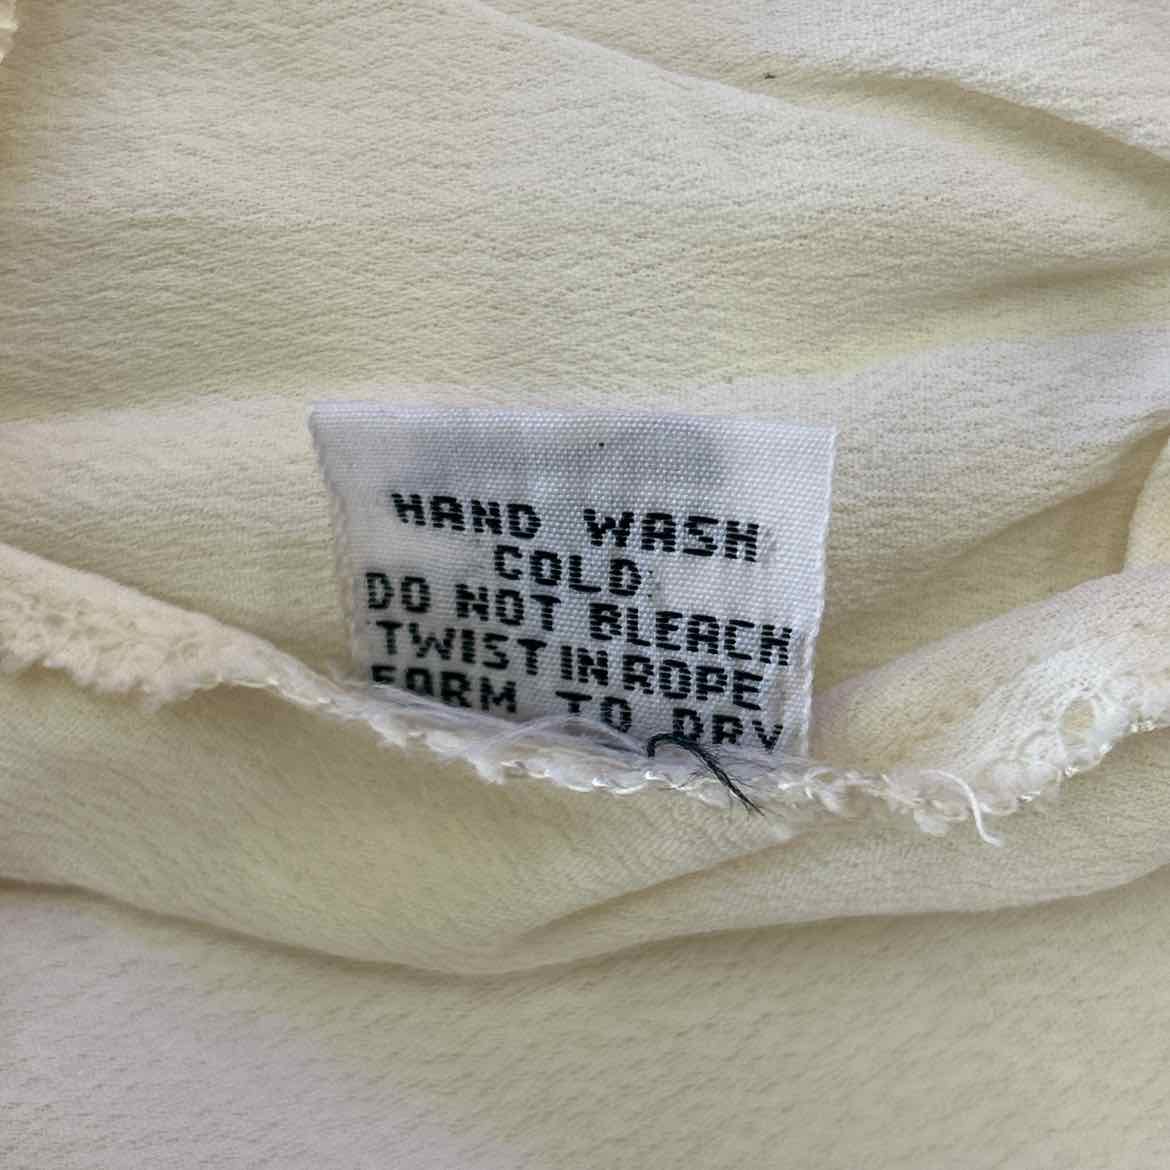 HAND WASH
COLD
DO NOT BLEACH
TWIST IN ROPE
FORM TO DRY